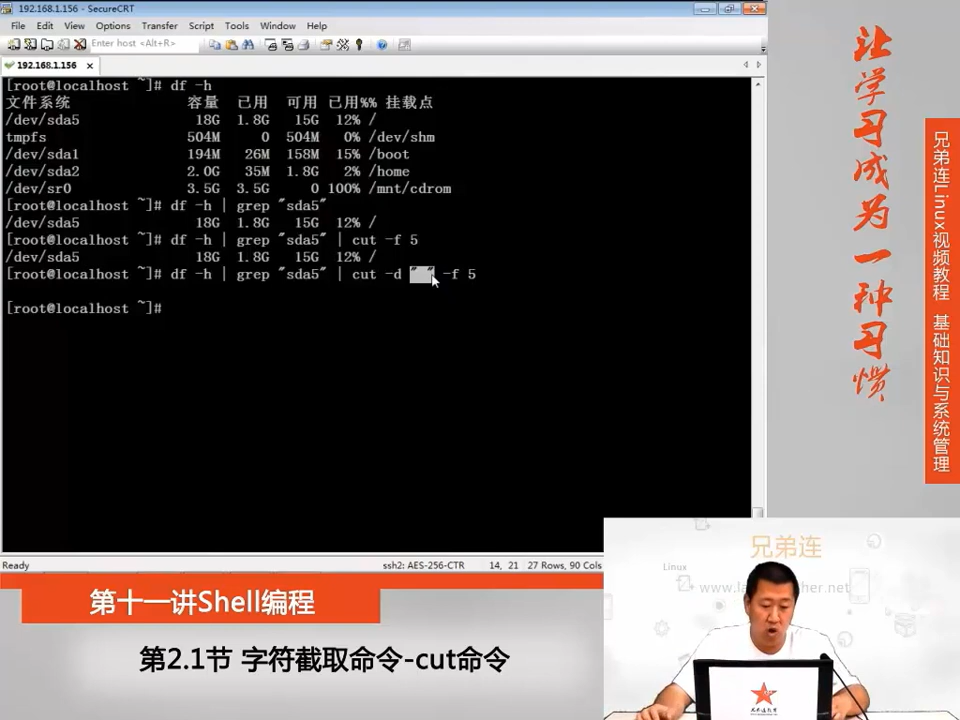 192.168.1.156 - SecureCRT
File Edit View Options Transfer Script Tools Window Help
Enter host <Alt+R>
192.168.1.156
[root@localhost ~]# df -h
文件系统 容量 已用 可用 已用%% 挂载点
/dev/sda5 18G 1.8G 15G 12% /
tmpfs 504M 0 504M 0% /dev/shm
/dev/sda1 194M 26M 158M 15% /boot
/dev/sda2 2.0G 35M 1.8G 2% /home
/dev/sr0 3.5G 3.5G 0 100% /mnt/cdrom
[root@localhost ~]# df -h | grep "sda5"
/dev/sda5 18G 1.8G 15G 12% /
[root@localhost ~]# df -h | grep "sda5" | cut -f 5
/dev/sda5 18G 1.8G 15G 12% /
[root@localhost ~]# df -h | grep "sda5" | cut -d " " -f 5
[root@localhost ~]#
Ready ssh2: AES-256-CTR 14, 21 27 Rows, 90 Cols
让学习成为一种习惯
兄弟连Linux视频教程 基础知识与系统管理
兄弟连
Linux
第十一讲Shell编程
第2.1节 字符截取命令-cut命令